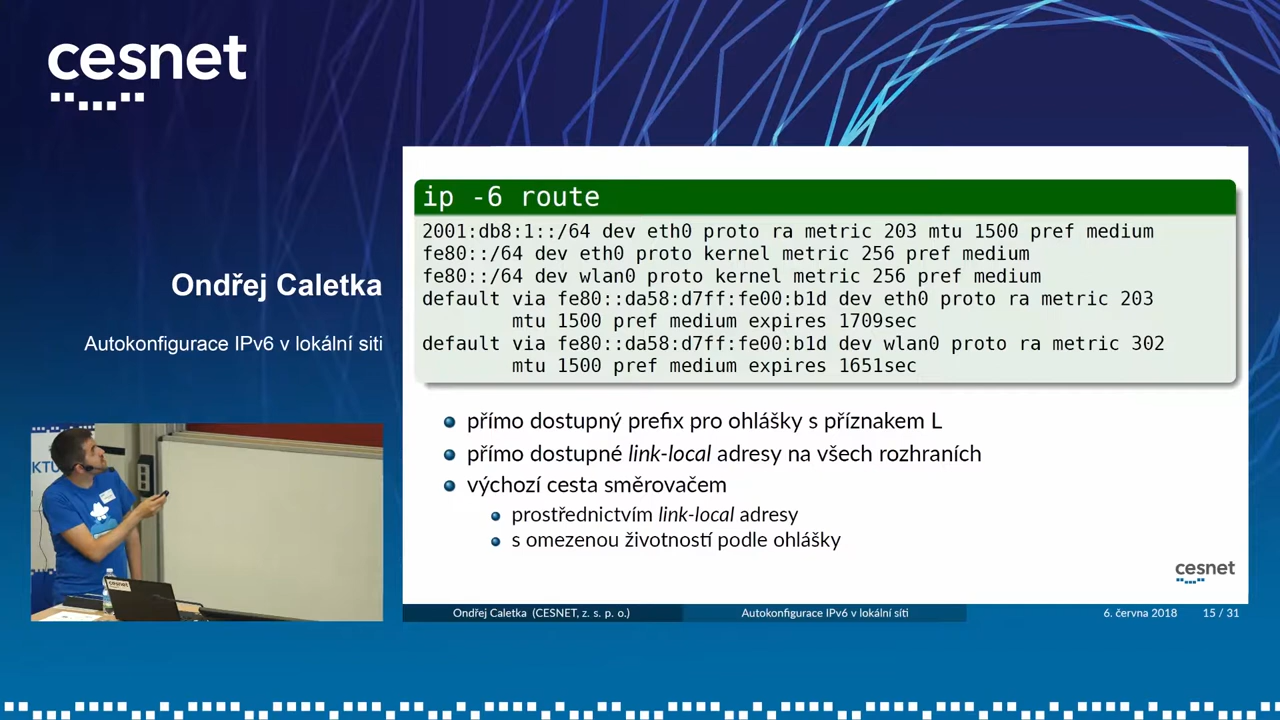 cesnet
Ondřej Caletka
Autokonfigurace IPv6 v lokální síti
ip -6 route
2001:db8:1::/64 dev eth0 proto ra metric 203 mtu 1500 pref medium
fe80::/64 dev eth0 proto kernel metric 256 pref medium
fe80::/64 dev wlan0 proto kernel metric 256 pref medium
default via fe80::da58:d7ff:fe00:b1d dev eth0 proto ra metric 203
mtu 1500 pref medium expires 1709sec
default via fe80::da58:d7ff:fe00:b1d dev wlan0 proto ra metric 302
mtu 1500 pref medium expires 1651sec
přímo dostupný prefix pro ohlášky s příznakem L
přímo dostupné link-local adresy na všech rozhraních
výchozí cesta směrovačem
prostřednictvím link-local adresy
s omezenou životností podle ohlášky
cesnet
Ondřej Caletka (CESNET, z. s. p. o.)
Autokonfigurace IPv6 v lokální síti
6. června 2018
15 / 31
KTU
cesnet